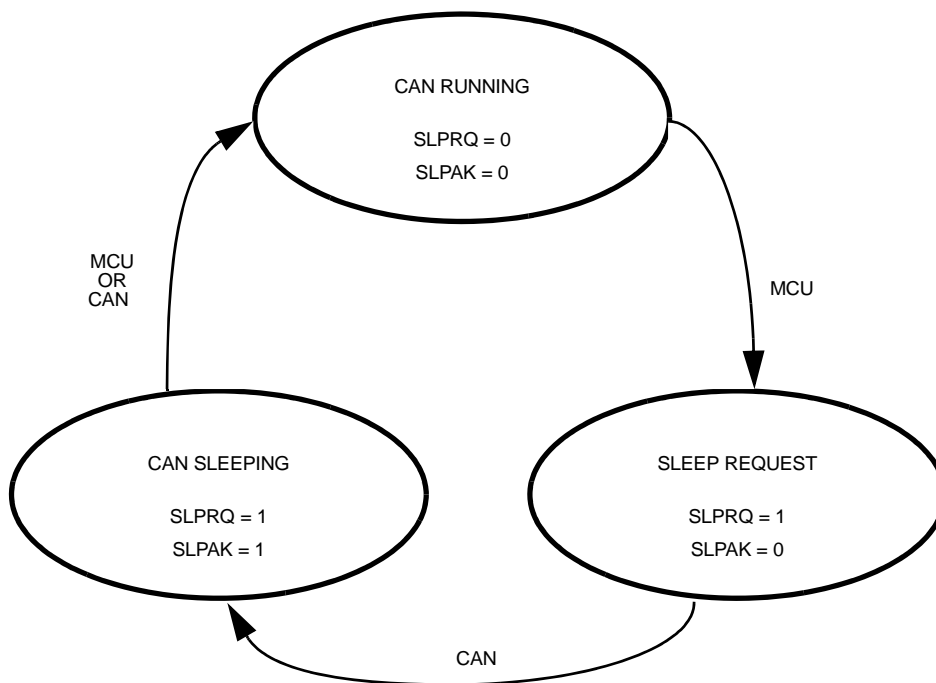 CAN RUNNING
SLPRQ = 0
SLPAK = 0
MCU
OR
CAN
MCU
CAN SLEEPING
SLPRQ = 1
SLPAK = 1
SLEEP REQUEST
SLPRQ = 1
SLPAK = 0
CAN